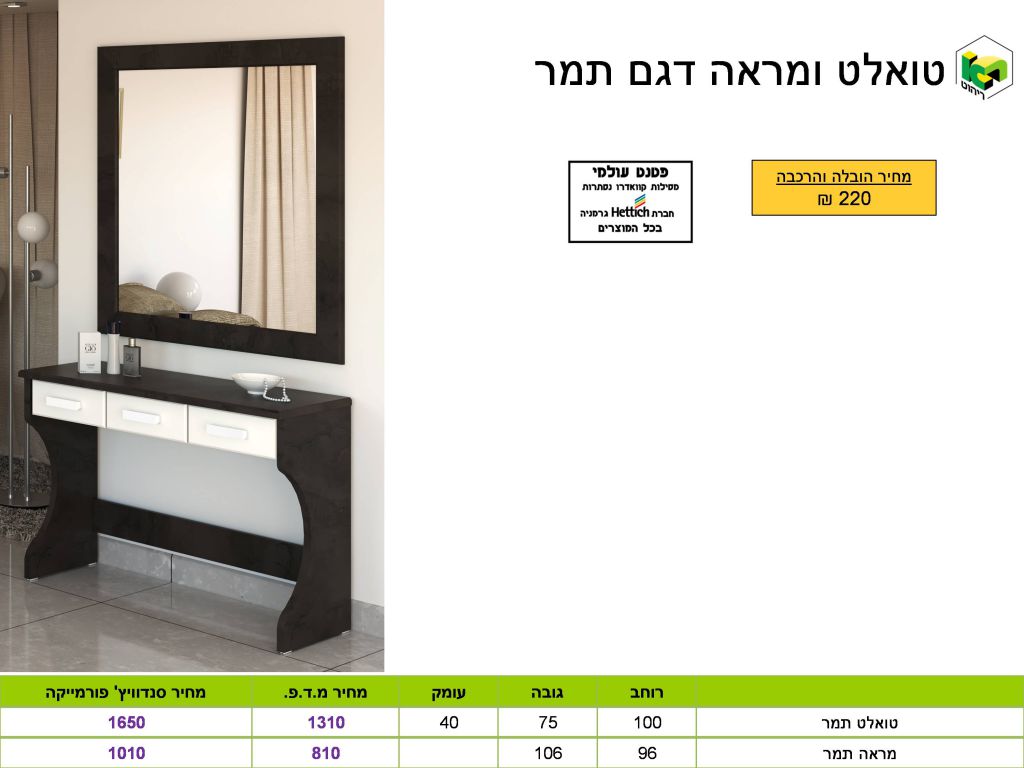 טואלט ומראה דגם תמר
ריהוט
פטנט עולמי
מסילות קוואדרו נסתרות
חברת Hettich גרמניה
בכל המוצרים
מחיר הובלה והרכבה
220 ₪
רוחב גובה עומק מחיר מ.ד.פ. מחיר סנדוויץ' פורמייקה
טואלט תמר 100 75 40 1310 1650
מראה תמר 96 106 810 1010